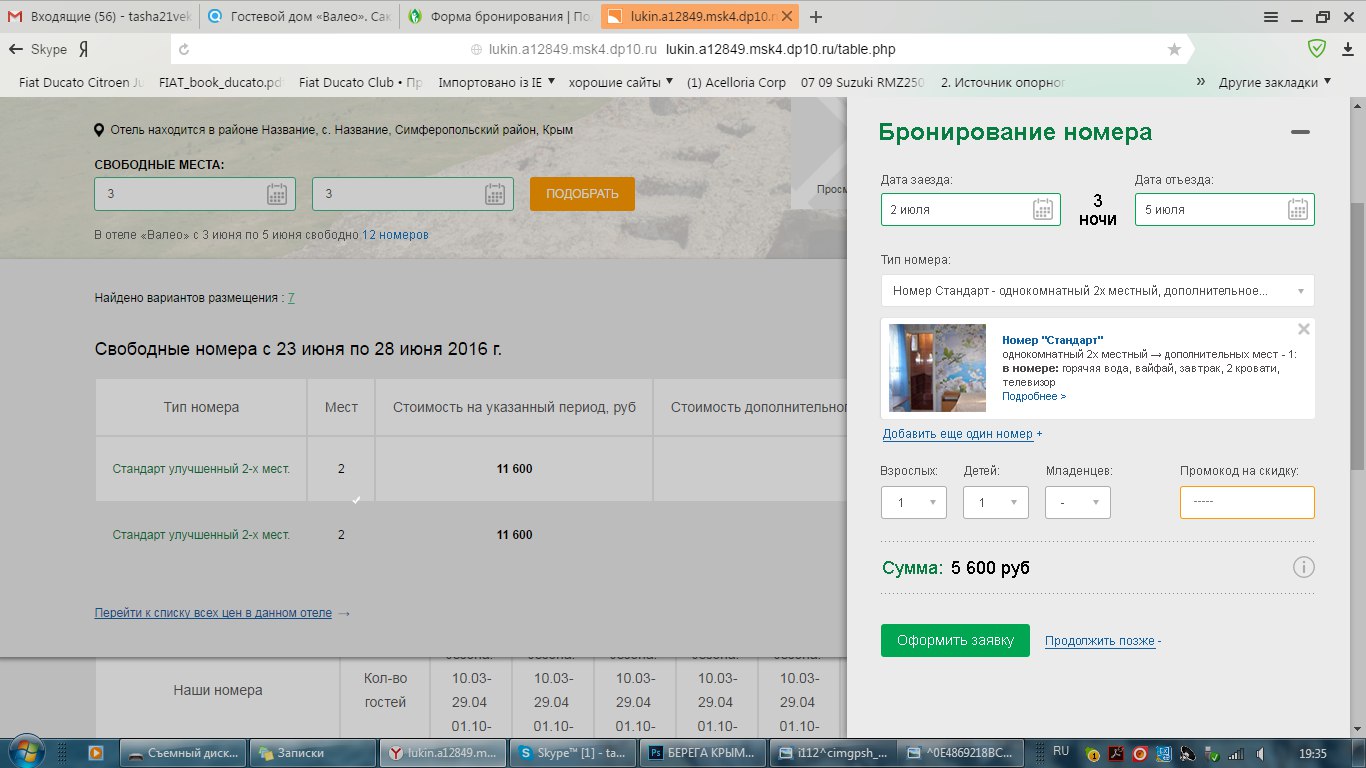 Входящие (56) - tasha21vek
Гостевой дом «Валео». Сак
Форма бронирования | По
lukin.a12849.msk4.dp10.r
Skype
Я
lukin.a12849.msk4.dp10.ru lukin.a12849.msk4.dp10.ru/table.php
Fiat Ducato Citroen Ju
FIAT_book_ducato.pd
Fiat Ducato Club • Пр
Імпортовано із IE
хорошие сайты
(1) Acelloria Corp
07 09 Suzuki RMZ250
2. Источник опорног
»
Другие закладки
Отель находится в районе Название, с. Название, Симферопольский район, Крым
СВОБОДНЫЕ МЕСТА:
3
3
ПОДОБРАТЬ
Просм
В отеле «Валео» с 3 июня по 5 июня свободно 12 номеров
Найдено вариантов размещения : 7
Свободные номера с 23 июня по 28 июня 2016 г.
Тип номера
Мест
Стоимость на указанный период, руб
Стоимость дополнительног
Стандарт улучшенный 2-х мест.
2
11 600
Стандарт улучшенный 2-х мест.
2
11 600
Перейти к списку всех цен в данном отеле →
Наши номера
Кол-во
гостей
10.03-
29.04
01.10-
10.03-
29.04
01.10-
10.03-
29.04
01.10-
10.03-
29.04
01.10-
10.03-
29.04
01.10-
Бронирование номера
Дата заезда:
2 июля
3
ночи
Дата отъезда:
5 июля
Тип номера:
Номер Стандарт - однокомнатный 2х местный, дополнительное...
Номер "Стандарт"
однокомнатный 2х местный → дополнительных мест - 1:
в номере: горячяя вода, вайфай, завтрак, 2 кровати,
телевизор
Подробнее >
Добавить еще один номер +
Взрослых:
1
Детей:
1
Младенцев:
-
Промокод на скидку:
-----
Сумма: 5 600 руб
Оформить заявку
Продолжить позже -
Съемный диск...
Записки
lukin.a12849.m...
Skype™ [1] - ta...
БЕРЕГА КРЫМ...
i112^cimgpsh_...
^0E4869218BC...
RU
19:35